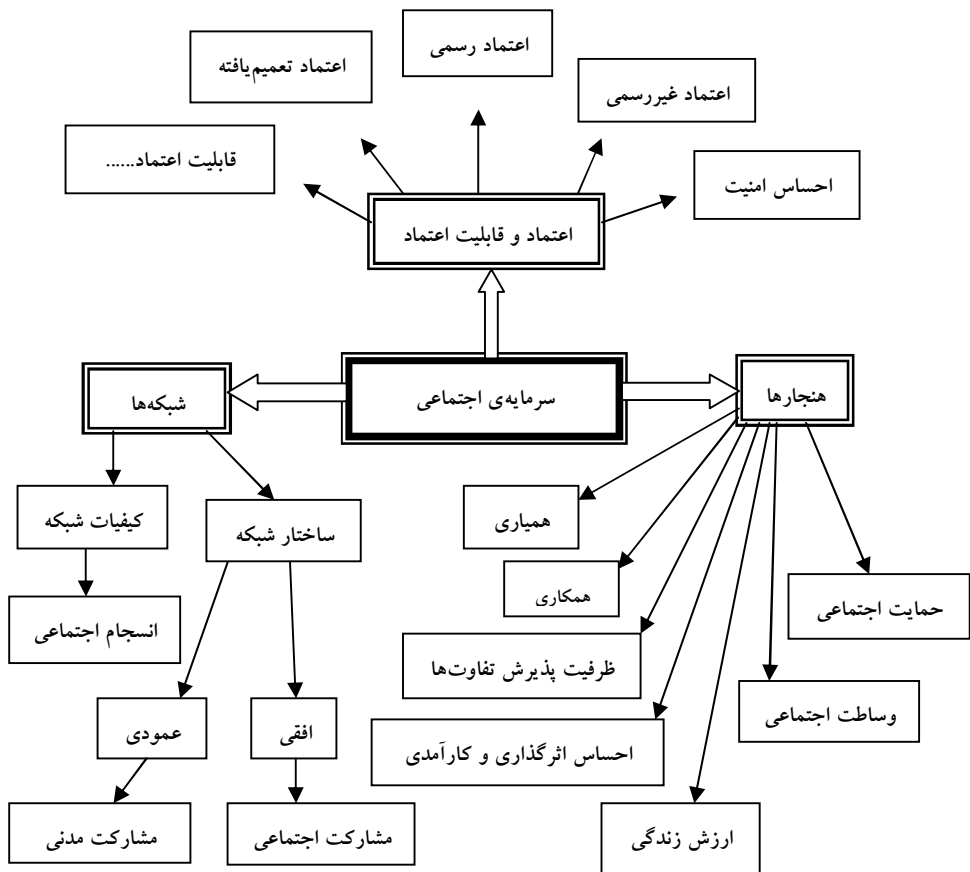 اعتماد رسمی
اعتماد تعمیم‌یافته
اعتماد غیررسمی
قابلیت اعتماد......
احساس امنیت
اعتماد و قابلیت اعتماد
سرمایه‌ی اجتماعی
هنجارها
شبکه‌ها
همیاری
کیفیات شبکه
ساختار شبکه
همکاری
حمایت اجتماعی
انسجام اجتماعی
ظرفیت پذیرش تفاوت‌ها
وساطت اجتماعی
افقی
عمودی
احساس اثرگذاری و کارآمدی
ارزش زندگی
مشارکت اجتماعی
مشارکت مدنی